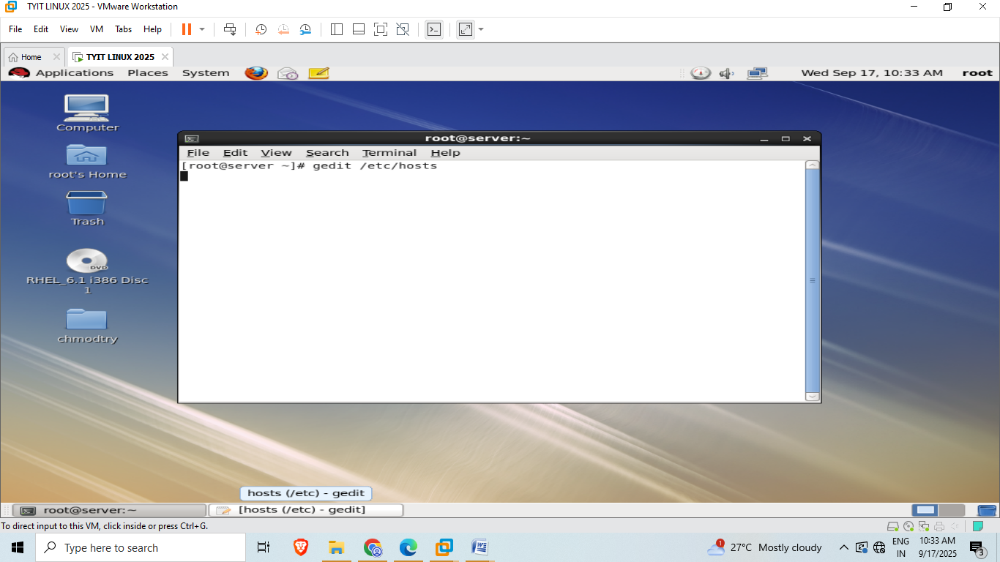 TYIT LINUX 2025 - VMware Workstation
File Edit View VM Tabs Help
Home TYIT LINUX 2025
Applications Places System Wed Sep 17, 10:33 AM root
Computer
root's Home
Trash
DVD
RHEL_6.1 i386 Disc
1
chmodtry
root@server:~
File Edit View Search Terminal Help
[root@server ~]# gedit /etc/hosts
hosts (/etc) - gedit
root@server:~ [hosts (/etc) - gedit]
To direct input to this VM, click inside or press Ctrl+G.
Type here to search
W
1
27°C Mostly cloudy
ENG
IN
10:33 AM
9/17/2025
3